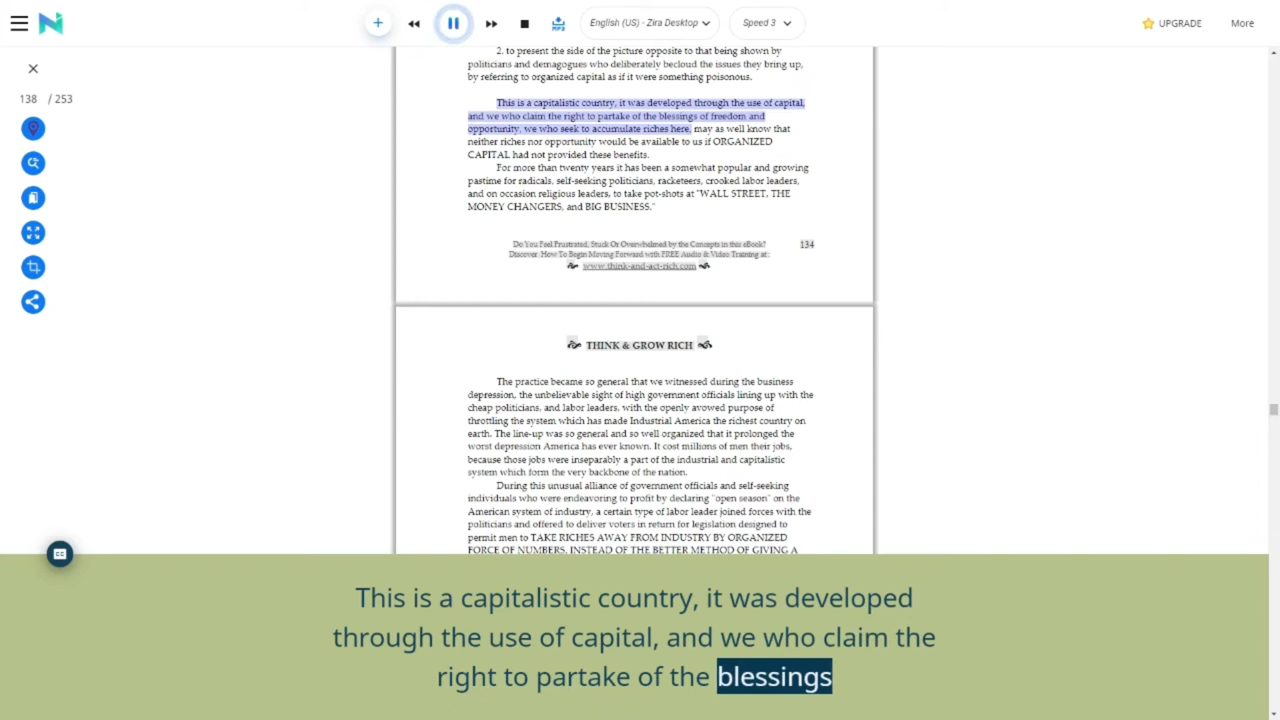 MP3
English (US) - Zira Desktop
Speed 3
UPGRADE
More
138 / 253
2. to present the side of the picture opposite to that being shown by
politicians and demagogues who deliberately becloud the issues they bring up,
by referring to organized capital as if it were something poisonous.
This is a capitalistic country, it was developed through the use of capital,
and we who claim the right to partake of the blessings of freedom and
opportunity, we who seek to accumulate riches here, may as well know that
neither riches nor opportunity would be available to us if ORGANIZED
CAPITAL had not provided these benefits.
For more than twenty years it has been a somewhat popular and growing
pastime for radicals, self-seeking politicians, racketeers, crooked labor leaders,
and on occasion religious leaders, to take pot-shots at "WALL STREET, THE
MONEY CHANGERS, and BIG BUSINESS."
Do You Feel Frustrated, Stuck Or Overwhelmed by the Concepts in this eBook?
134
Discover: How To Begin Moving Forward with FREE Audio & Video Training at :
www.think-and-act-rich.com
THINK & GROW RICH
The practice became so general that we witnessed during the business
depression, the unbelievable sight of high government officials lining up with the
cheap politicians, and labor leaders, with the openly avowed purpose of
throttling the system which has made Industrial America the richest country on
earth. The line-up was so general and so well organized that it prolonged the
worst depression America has ever known. It cost millions of men their jobs,
because those jobs were inseparably a part of the industrial and capitalistic
system which form the very backbone of the nation.
During this unusual alliance of government officials and self-seeking
individuals who were endeavoring to profit by declaring "open season" on the
American system of industry, a certain type of labor leader joined forces with the
politicians and offered to deliver voters in return for legislation designed to
permit men to TAKE RICHES AWAY FROM INDUSTRY BY ORGANIZED
FORCE OF NUMBERS, INSTEAD OF THE BETTER METHOD OF GIVING A
CC
This is a capitalistic country, it was developed
through the use of capital, and we who claim the
right to partake of the blessings